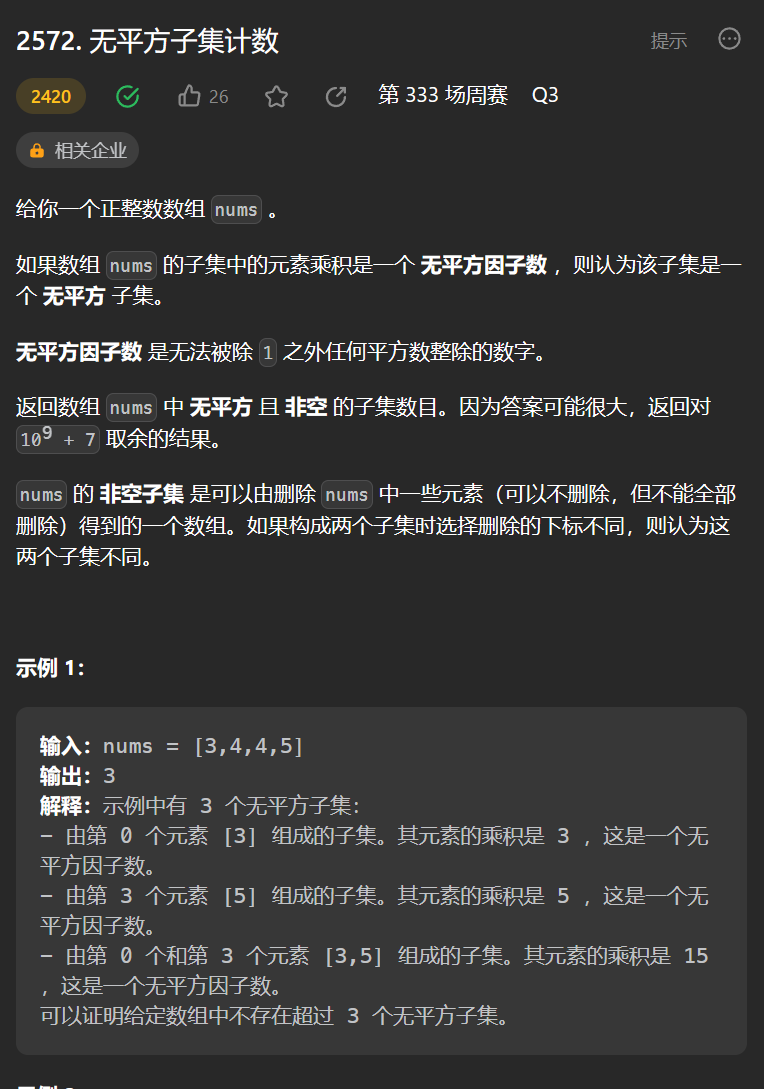 2572. 无平方子集计数
提示
2420
26
第 333 场周赛
Q3
相关企业
给你一个正整数数组 nums 。
如果数组 nums 的子集中的元素乘积是一个 无平方因子数 ，则认为该子集是一
个 无平方 子集。
无平方因子数 是无法被除 1 之外任何平方数整除的数字。
返回数组 nums 中 无平方 且 非空 的子集数目。因为答案可能很大，返回对
10⁹ + 7 取余的结果。
nums 的 非空子集 是可以由删除 nums 中一些元素（可以不删除，但不能全部
删除）得到的一个数组。如果构成两个子集时选择删除的下标不同，则认为这
两个子集不同。
示例 1：
输入：nums = [3,4,4,5]
输出：3
解释：示例中有 3 个无平方子集：
- 由第 0 个元素 [3] 组成的子集。其元素的乘积是 3 ，这是一个无
平方因子数。
- 由第 3 个元素 [5] 组成的子集。其元素的乘积是 5 ，这是一个无
平方因子数。
- 由第 0 个和第 3 个元素 [3,5] 组成的子集。其元素的乘积是 15
，这是一个无平方因子数。
可以证明给定数组中不存在超过 3 个无平方子集。